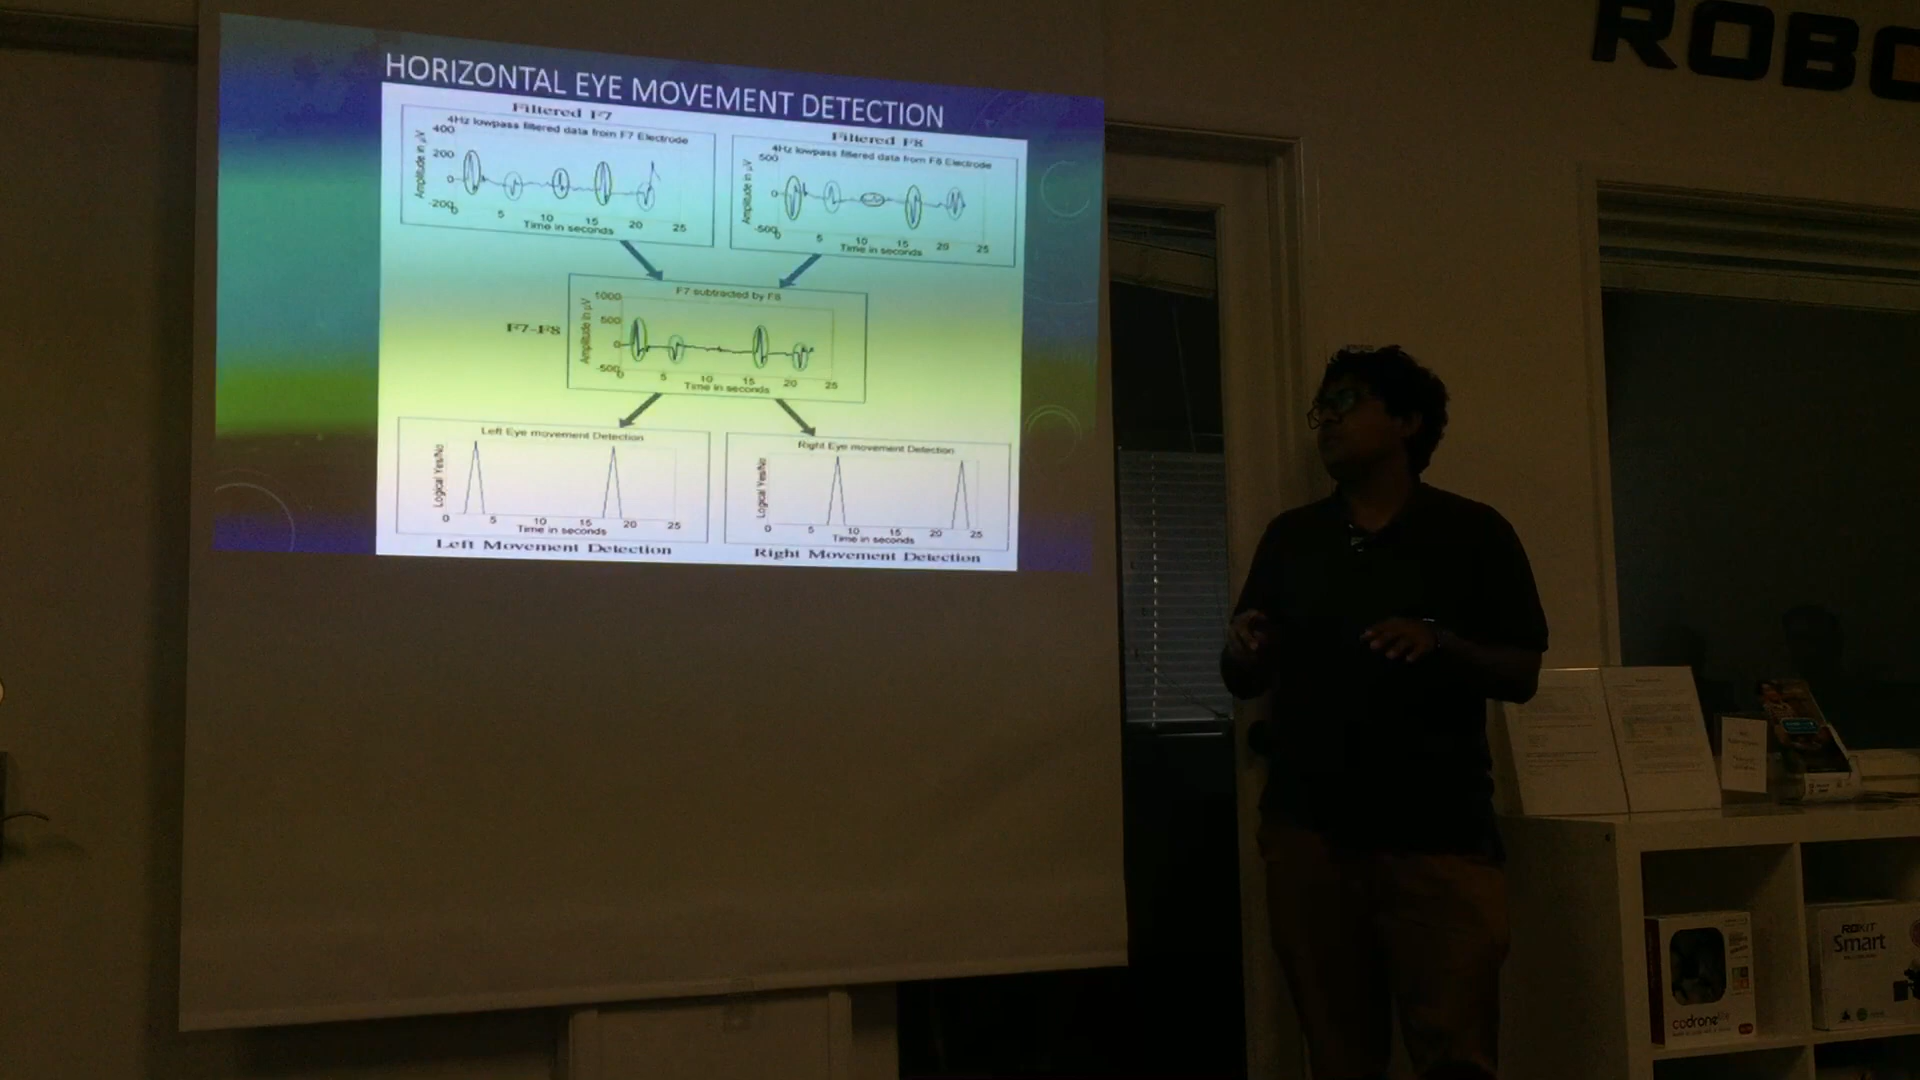 HORIZONTAL EYE MOVEMENT DETECTION
Filtered F7
4Hz lowpass filtered data from F7 Electrode
Amplitude in µV
400
200
0
-200
0 5 10 15 20 25
Time in seconds
Filtered F8
4Hz lowpass filtered data from F8 Electrode
Amplitude in µV
500
0
-500
0 5 10 15 20 25
Time in seconds
F7-F8
F7 subtracted by F8
Amplitude in µV
1000
500
0
-500
0 5 10 15 20 25
Time in seconds
Left Eye movement Detection
Logical Yes/No
0 5 10 15 20 25
Time in seconds
Left Movement Detection
Right Eye movement Detection
Logical Yes/No
0 5 10 15 20 25
Time in seconds
Right Movement Detection
ROBO
codrone lite
ROKIT
Smart